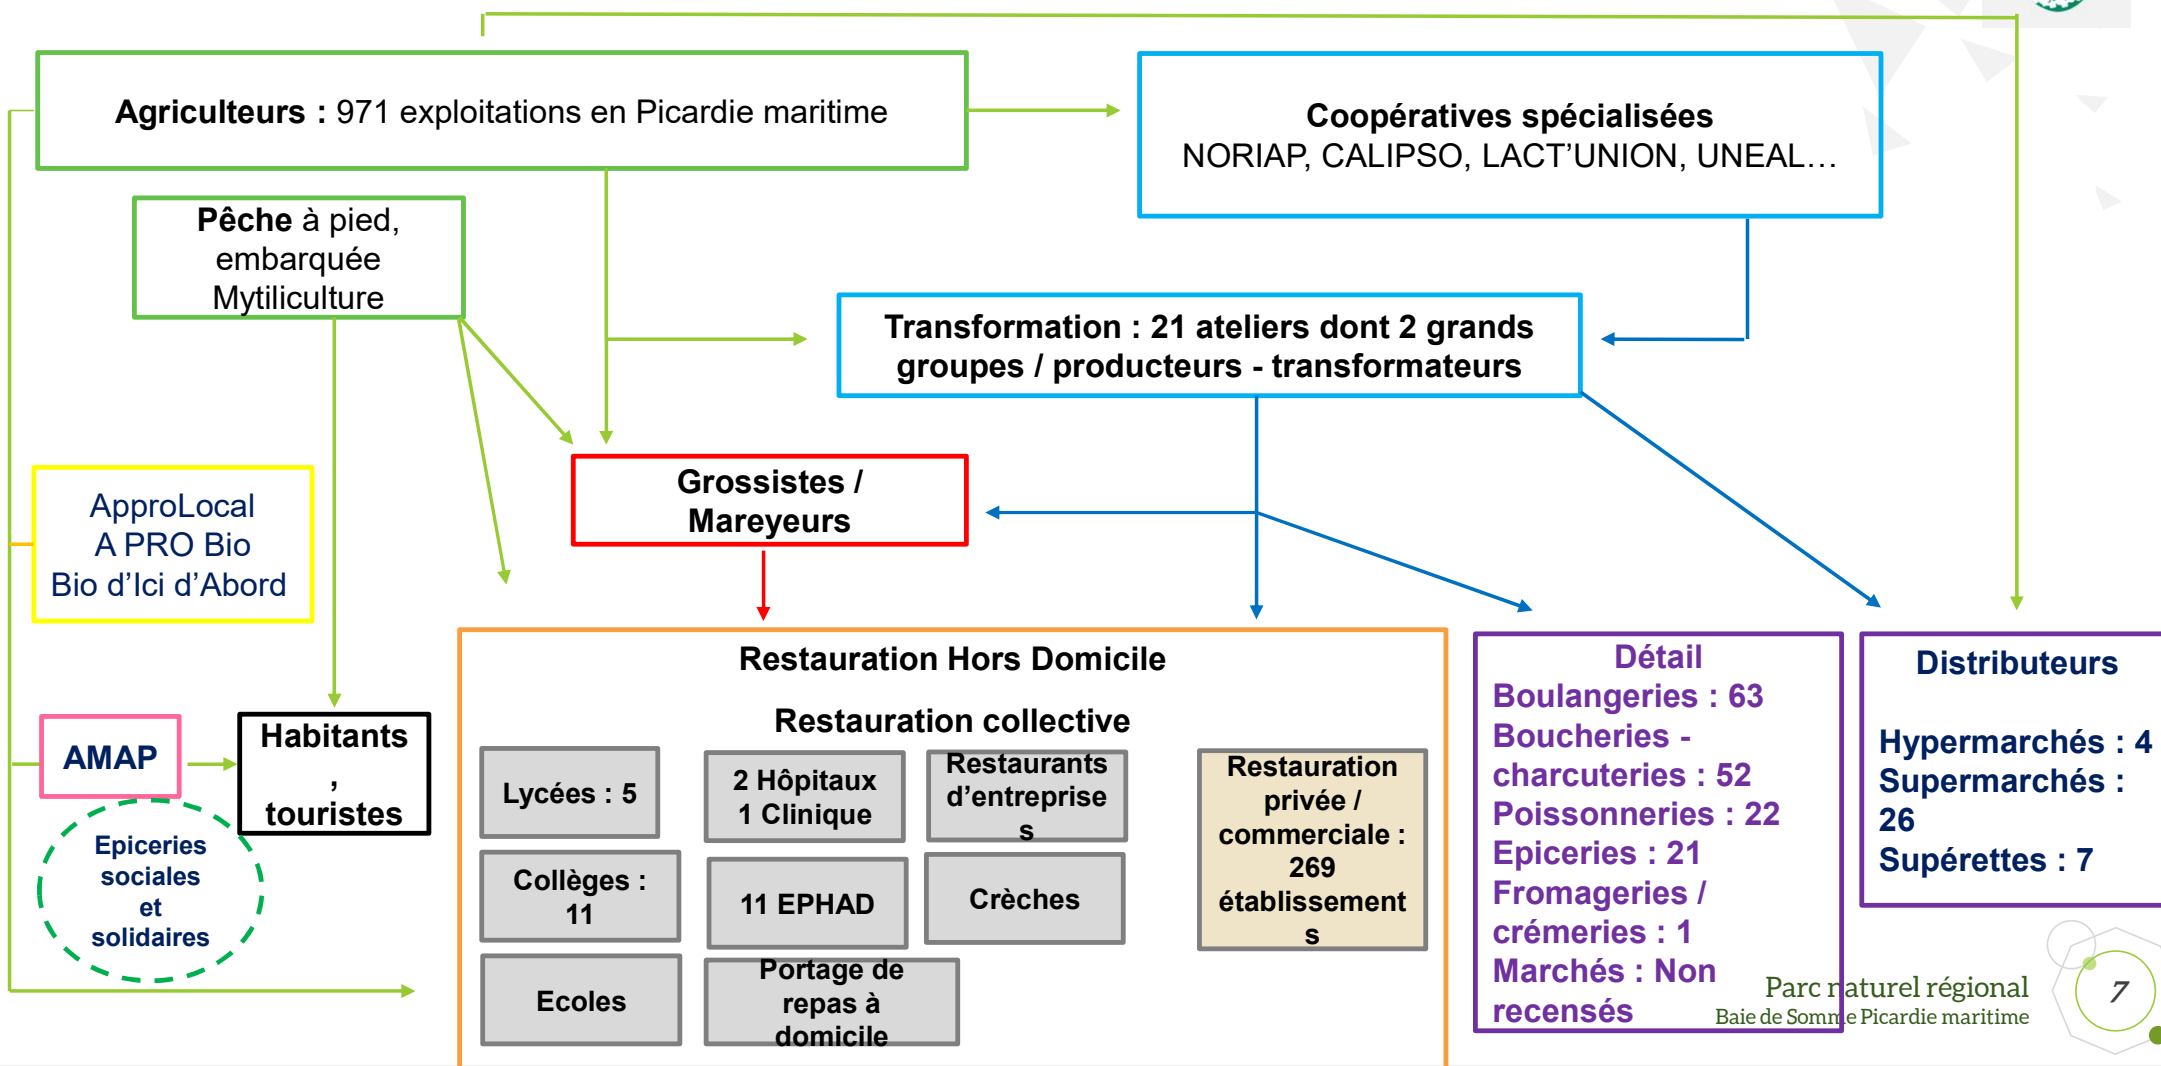 Agriculteurs : 971 exploitations en Picardie maritime
Coopératives spécialisées
NORIAP, CALIPSO, LACT’UNION, UNEAL…
Pêche à pied,
embarquée
Mytiliculture
Transformation : 21 ateliers dont 2 grands
groupes / producteurs - transformateurs
Grossistes /
Mareyeurs
ApproLocal
A PRO Bio
Bio d’Ici d’Abord
AMAP
Habitants
,
touristes
Epiceries
sociales
et
solidaires
Restauration Hors Domicile
Restauration collective
Lycées : 5
2 Hôpitaux
1 Clinique
Restaurants
d’entreprise
s
Collèges :
11
11 EPHAD
Crèches
Ecoles
Portage de
repas à
domicile
Restauration
privée /
commerciale :
269
établissement
s
Détail
Boulangeries : 63
Boucheries -
charcuteries : 52
Poissonneries : 22
Epiceries : 21
Fromageries /
crémeries : 1
Marchés : Non
recensés
Distributeurs
Hypermarchés : 4
Supermarchés :
26
Supérettes : 7
Parc naturel régional
Baie de Somme Picardie maritime
7